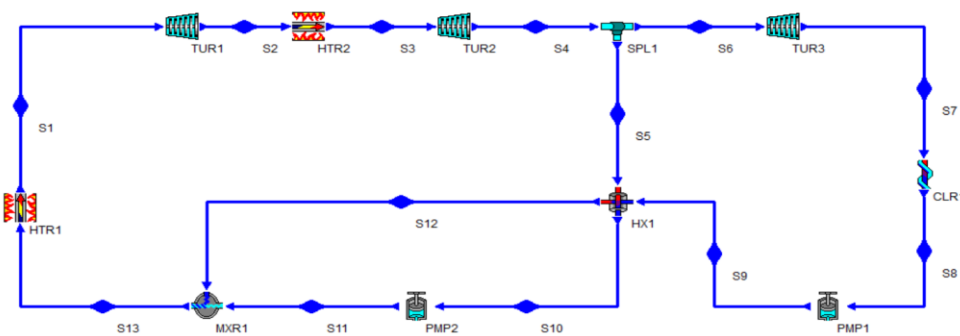 TUR1
S2
HTR2
S3
TUR2
S4
SPL1
S6
TUR3
S1
S5
S7
HTR1
S12
HX1
CLR
S9
S8
S13
MXR1
S11
PMP2
S10
PMP1